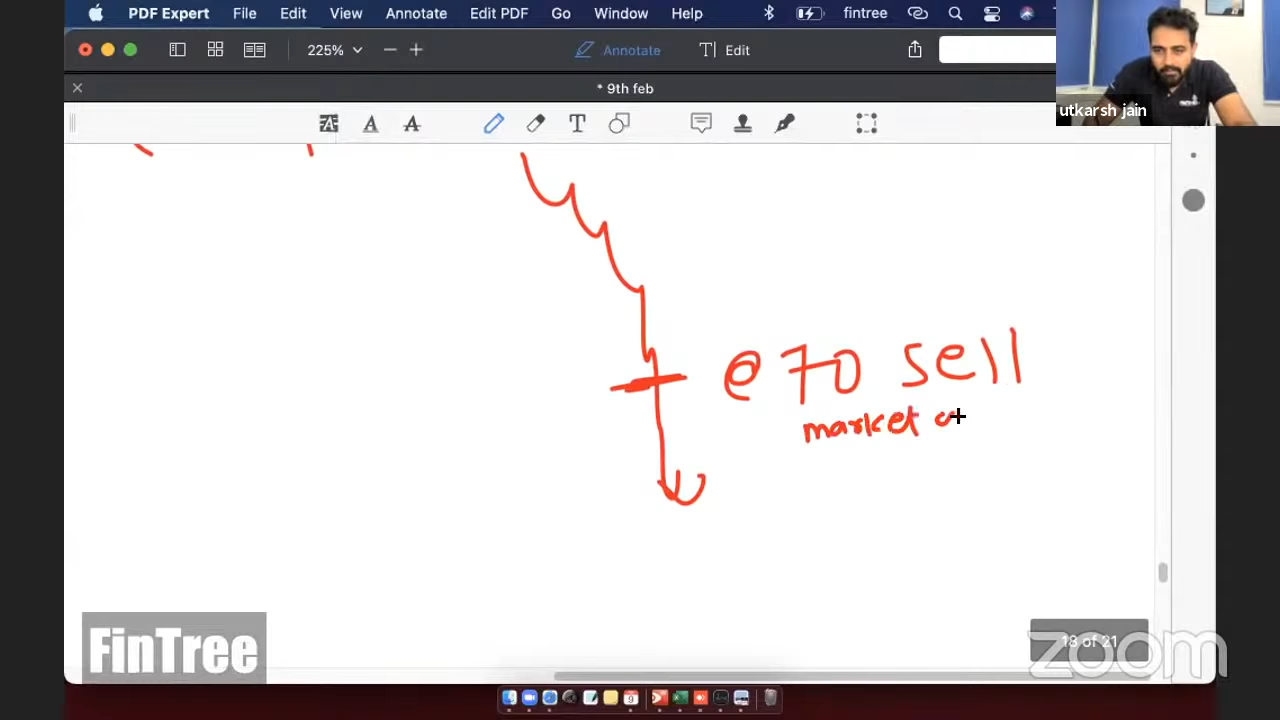 PDF Expert File Edit View Annotate Edit PDF Go Window Help fintree
225% Annotate T| Edit
* 9th feb
utkarsh jain
@ 70 sell
market
FinTree
18 of 21
zoom